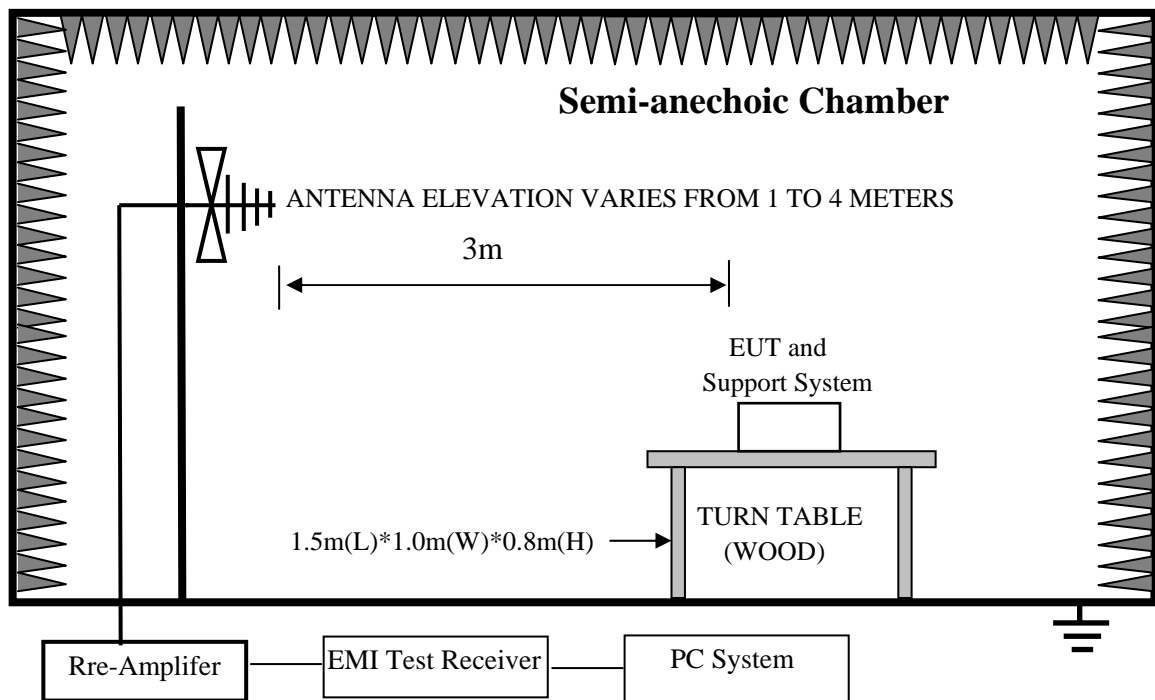 Semi-anechoic Chamber
ANTENNA ELEVATION VARIES FROM 1 TO 4 METERS
3m
EUT and
Support System
TURN TABLE
(WOOD)
1.5m(L)*1.0m(W)*0.8m(H)
Rre-Amplifer
EMI Test Receiver
PC System